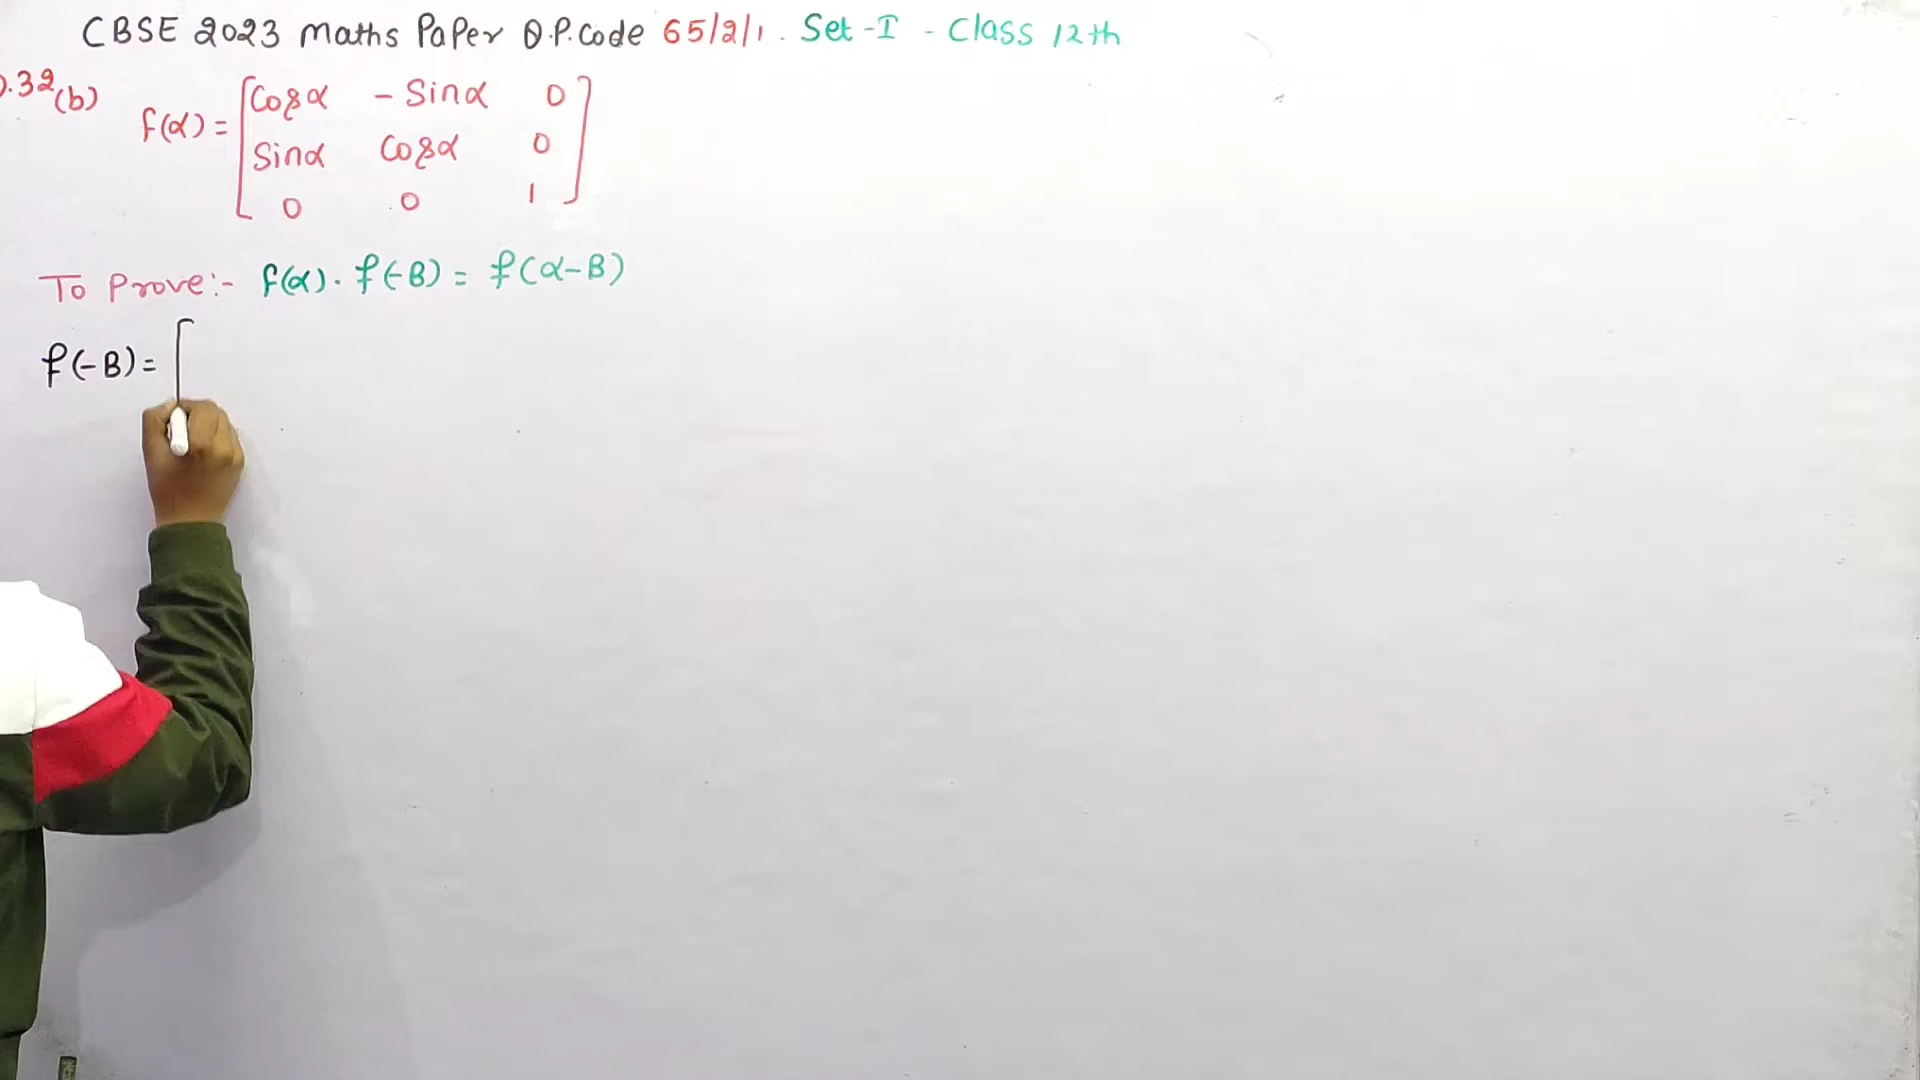 CBSE 2023 Maths Paper Q.P.Code 65/2/1. Set-I - Class 12th
.32(b) f(α) = [Cosα -Sinα 0
Sinα Cosα 0
0 0 1]
To Prove:- f(α).f(-B) = f(α-B)
f(-B) = [